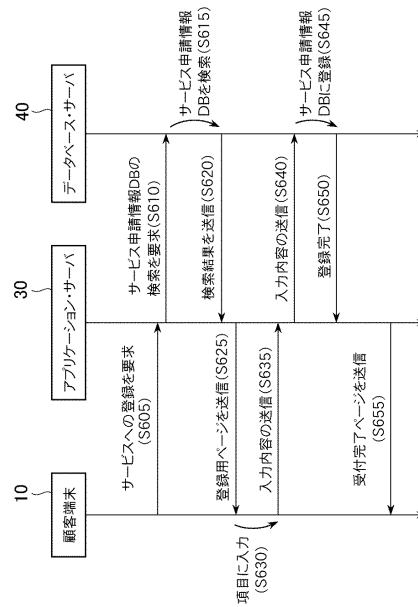 10
顧客端末
30
アプリケーション・サーバ
40
データベース・サーバ
サービスへの登録を要求
(S605)
サービス申請情報DBの
検索を要求(S610)
サービス申請情報
DBを検索(S615)
検索結果を送信(S620)
登録用ページを送信(S625)
項目に入力
(S630)
入力内容の送信(S635)
入力内容の送信(S640)
サービス申請情報
DBに登録(S645)
登録完了(S650)
受付完了ページを送信
(S655)